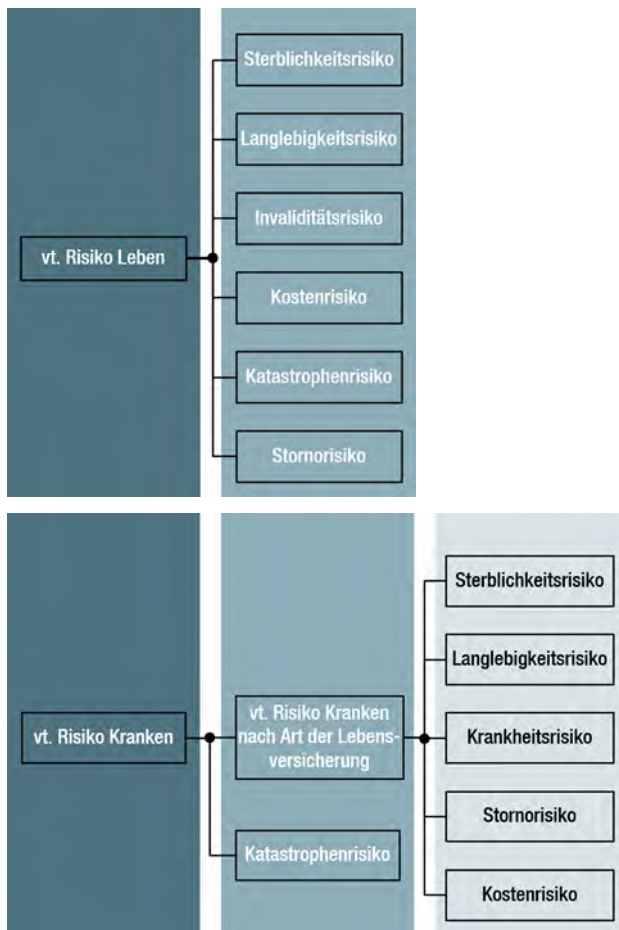 Sterblichkeitsrisiko
Langlebigkeitsrisiko
Invaliditätsrisiko
vt. Risiko Leben
Kostenrisiko
Katastrophenrisiko
Stornorisiko
Sterblichkeitsrisiko
Langlebigkeitsrisiko
vt. Risiko Kranken
vt. Risiko Kranken
nach Art der Lebens-
versicherung
Krankheitsrisiko
Stornorisiko
Katastrophenrisiko
Kostenrisiko